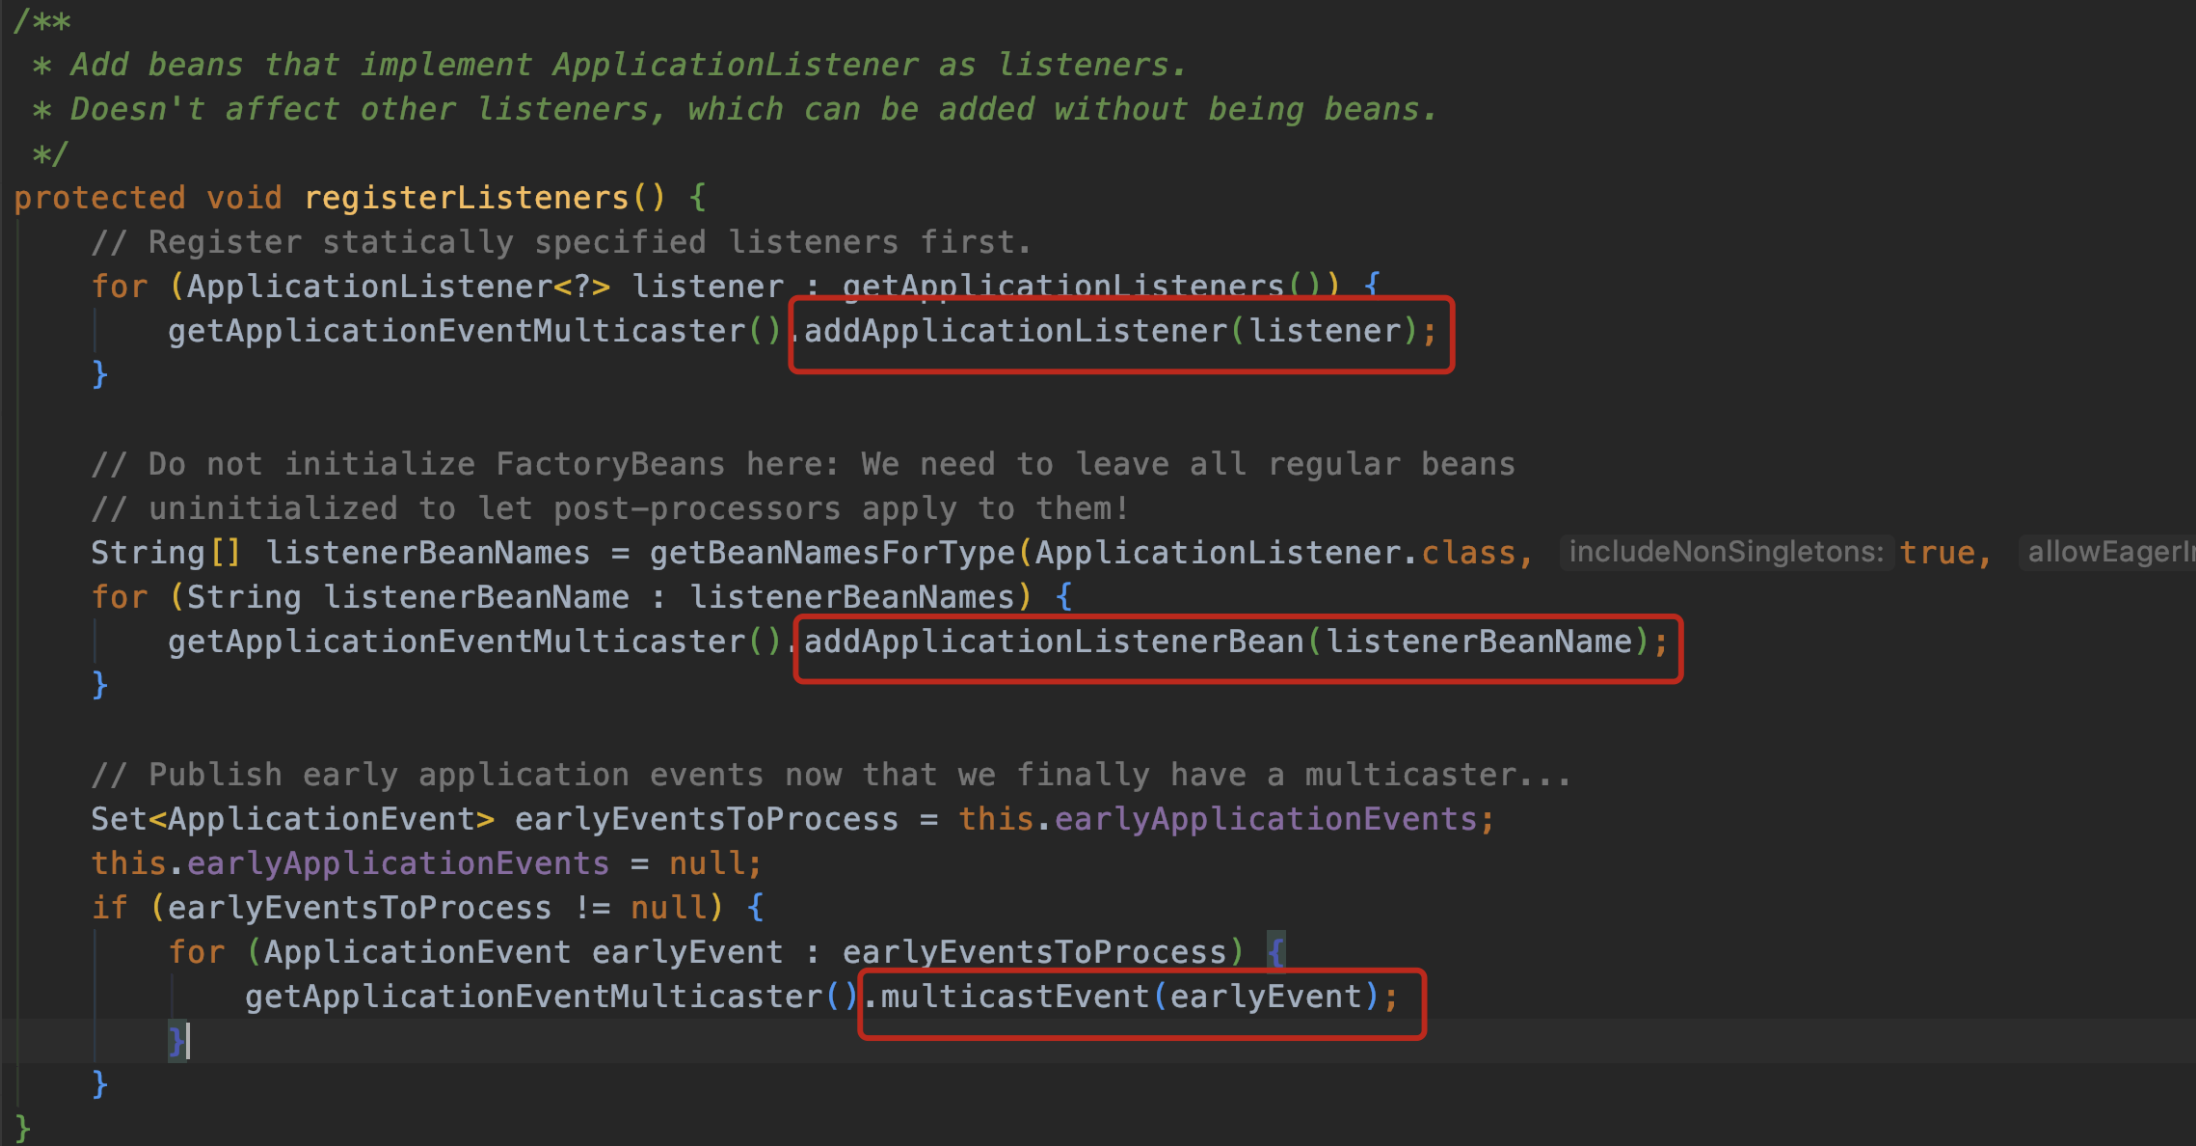 /**
 * Add beans that implement ApplicationListener as listeners.
 * Doesn't affect other listeners, which can be added without being beans.
 */
protected void registerListeners() {
    // Register statically specified listeners first.
    for (ApplicationListener<?> listener : getApplicationListeners()) {
        getApplicationEventMulticaster().addApplicationListener(listener);
    }

    // Do not initialize FactoryBeans here: We need to leave all regular beans
    // uninitialized to let post-processors apply to them!
    String[] listenerBeanNames = getBeanNamesForType(ApplicationListener.class, includeNonSingletons: true,
    for (String listenerBeanName : listenerBeanNames) {
        getApplicationEventMulticaster().addApplicationListenerBean(listenerBeanName);
    }

    // Publish early application events now that we finally have a multicaster...
    Set<ApplicationEvent> earlyEventsToProcess = this.earlyApplicationEvents;
    this.earlyApplicationEvents = null;
    if (earlyEventsToProcess != null) {
        for (ApplicationEvent earlyEvent : earlyEventsToProcess) {
            getApplicationEventMulticaster().multicastEvent(earlyEvent);
        }
    }
}